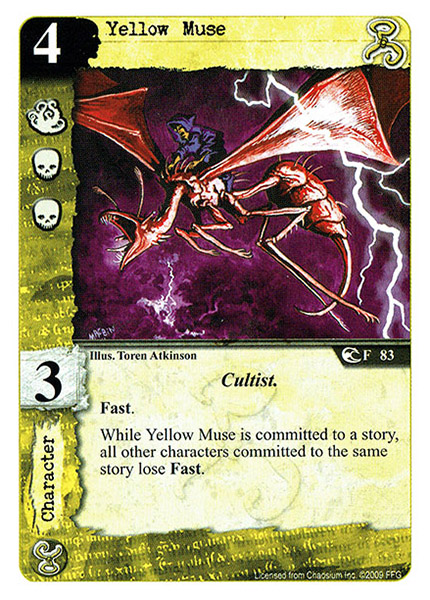 4
Yellow Muse
MAFBIN
Illus. Toren Atkinson
F 83
3
Cultist.
Fast.
While Yellow Muse is committed to a story,
all other characters committed to the same
story lose Fast.
Character
Licensed from Chaosium Inc. ©2009 FFG